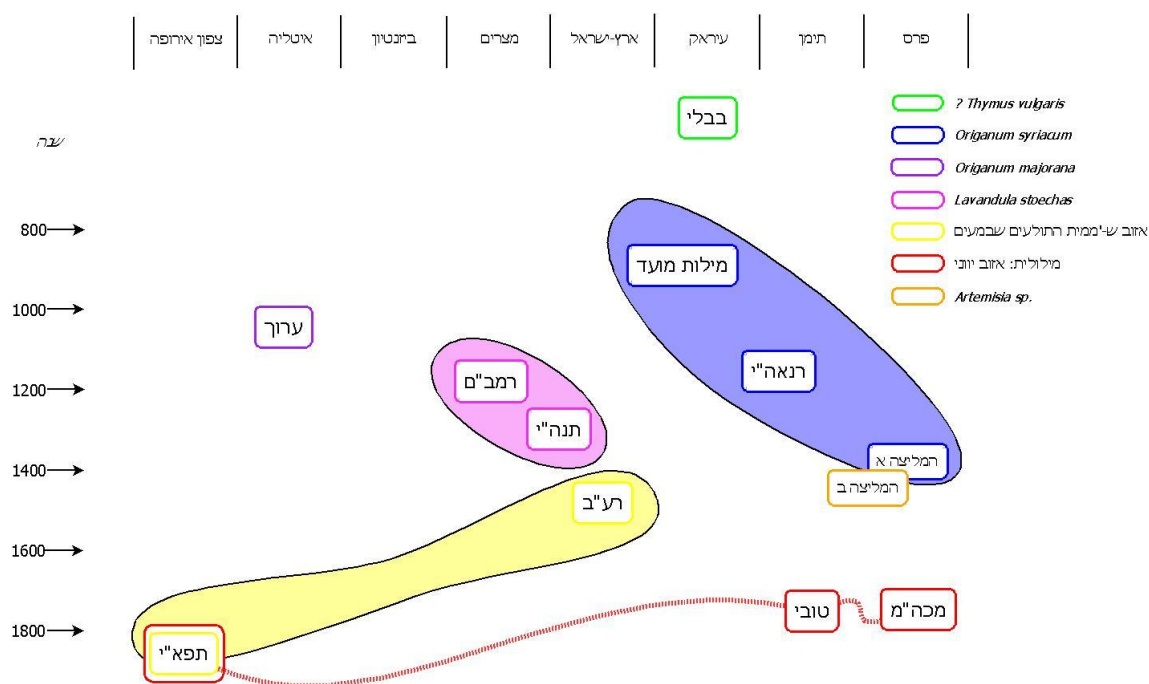 צפון אירופה
איטליה
ביזנטיון
מצרים
ארץ-ישראל
עיראק
תימן
פרס
שנה
800
1000
1200
1400
1600
1800
? Thymus vulgaris
Origanum syriacum
Origanum majorana
Lavandula stoechas
אזוב ש-'ממית התולעים שבמעים
מילולית: אזוב יווני
Artemisia sp.
בבלי
מילות מועד
ערוך
רנאה"י
רמב"ם
תנה"י
המליצה א
המליצה ב
רע"ב
טובי
מכה"מ
תפא"י